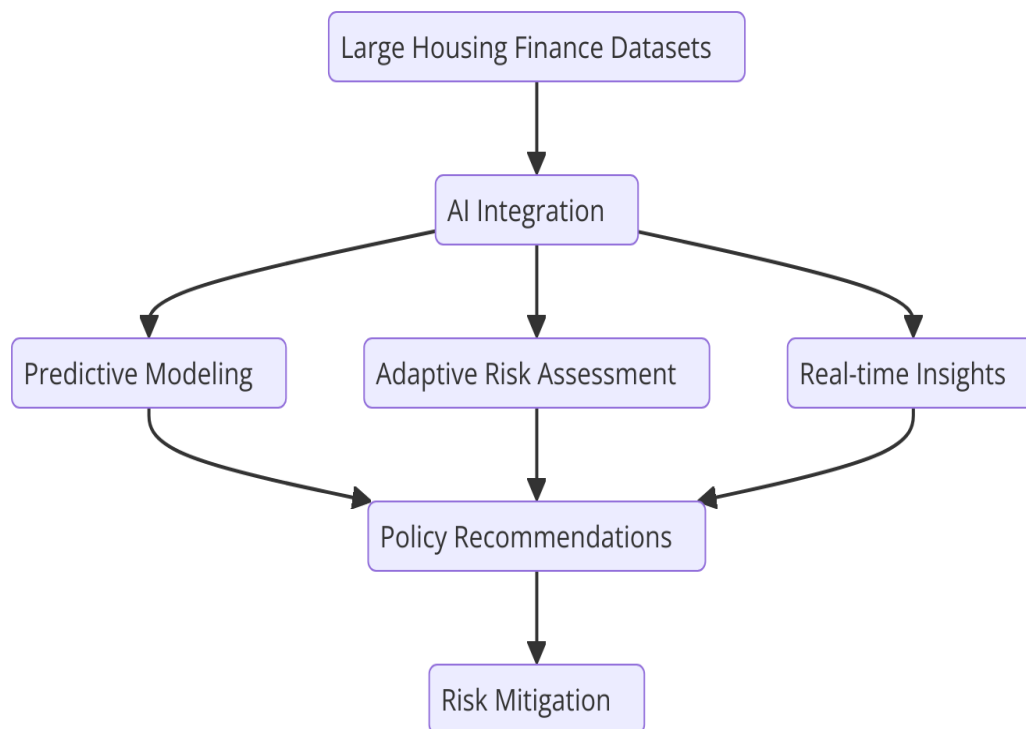 Large Housing Finance Datasets
AI Integration
Predictive Modeling
Adaptive Risk Assessment
Real-time Insights
Policy Recommendations
Risk Mitigation